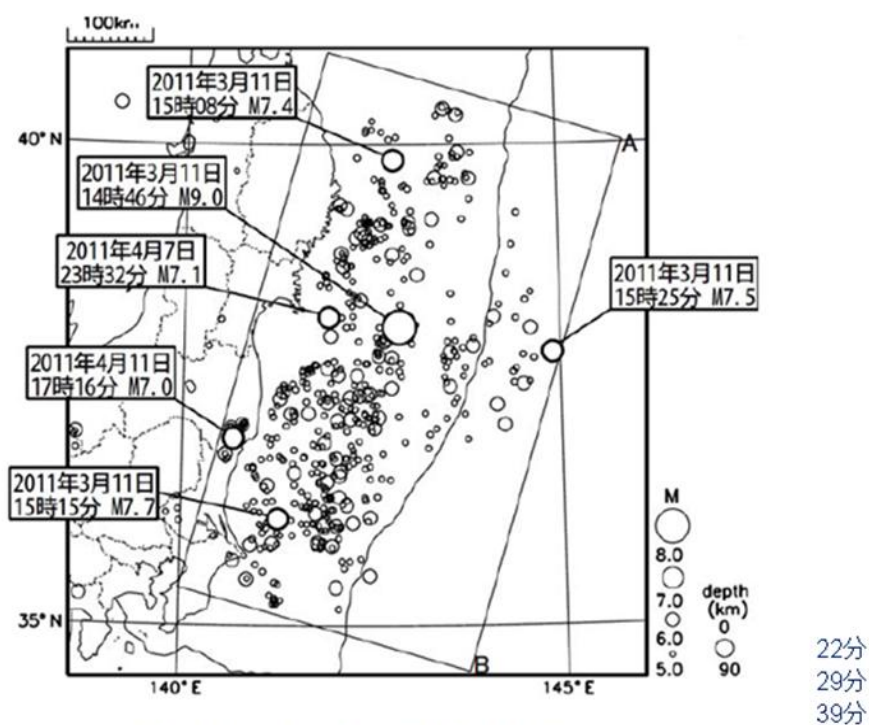 100km
2011年3月11日
15時08分 M7.4
40°N
A
2011年3月11日
14時46分 M9.0
2011年4月7日
23時32分 M7.1
2011年3月11日
15時25分 M7.5
2011年4月11日
17時16分 M7.0
2011年3月11日
15時15分 M7.7
M
8.0
7.0
6.0
5.0
depth
(km)
0
90
35°N
B
140°E
145°E
22分
29分
39分